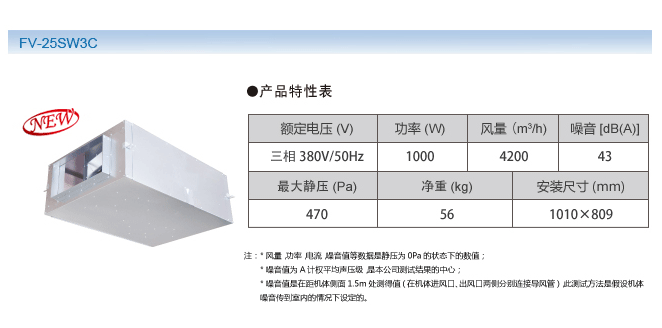 FV-25SW3C
NEW
●产品特性表
额定电压 (V) 功率 (W) 风量 (m³/h) 噪音 [dB(A)]
三相 380V/50Hz 1000 4200 43
最大静压 (Pa) 净重 (kg) 安装尺寸 (mm)
470 56 1010×809
注：* 风量 ,功率 ,电流 ,噪音值等数据是静压为 0Pa 的状态下的数值；
* 噪音值为 A 计权平均声压吸 ,是本公司测试结果的中心；
* 噪音值是在距机体侧面 1.5m 处测得值 (在机体进风口、出风口两侧分别连接导风管) ,此测试方法是假设机体
噪音传到室内的情况下设定的。